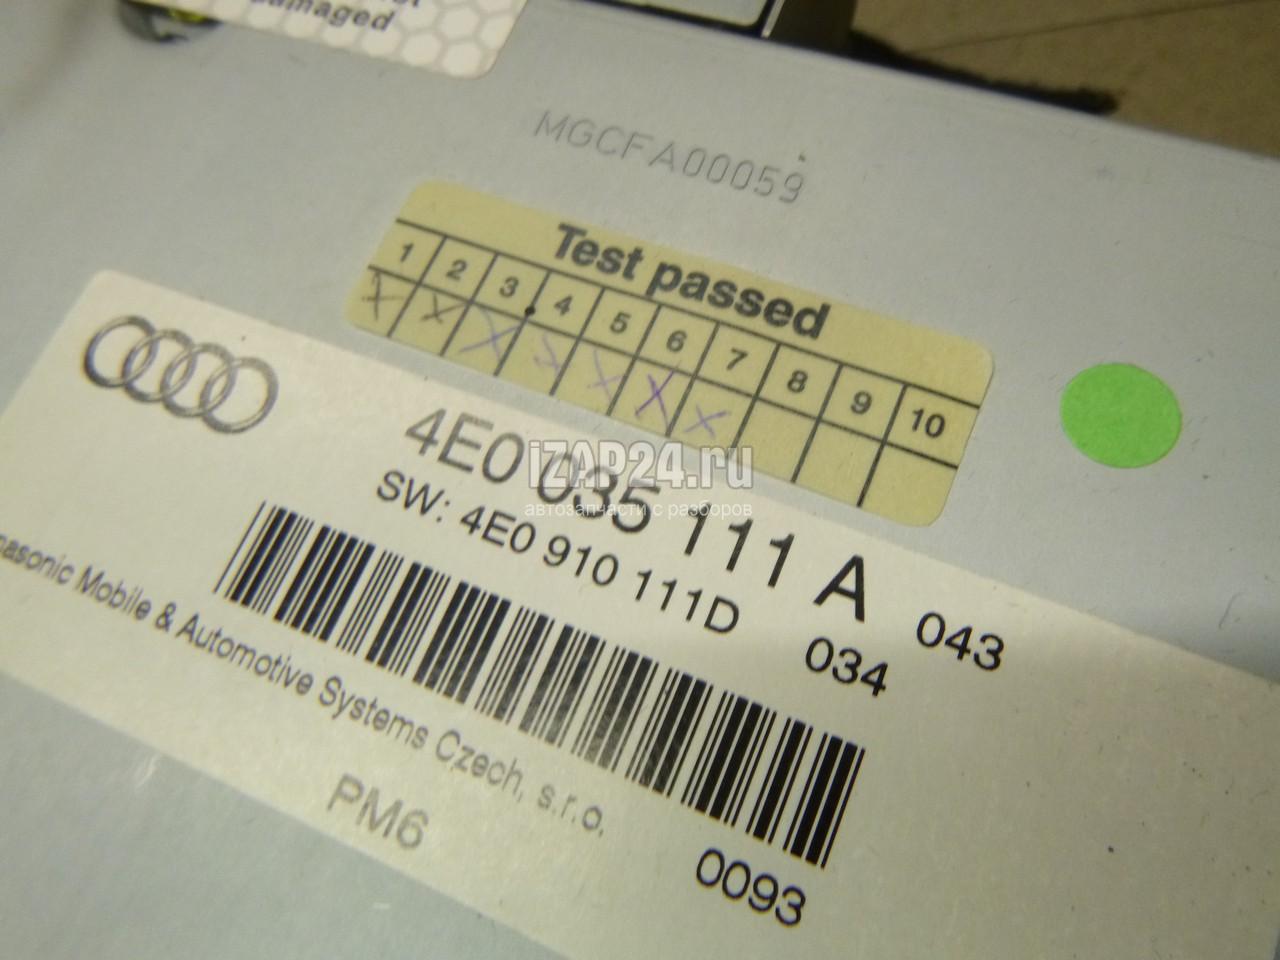 damaged
MGCFA00059
Test passed
1 2 3 4 5 6 7 8 9 10
X X X X X X X
4E0 035 111 A 043
SW: 4E0 910 111D 034
iZAP24.ru
автозапчасти с разборов
Mobile & Automotive Systems Czech, s.r.o.
PM6
0093